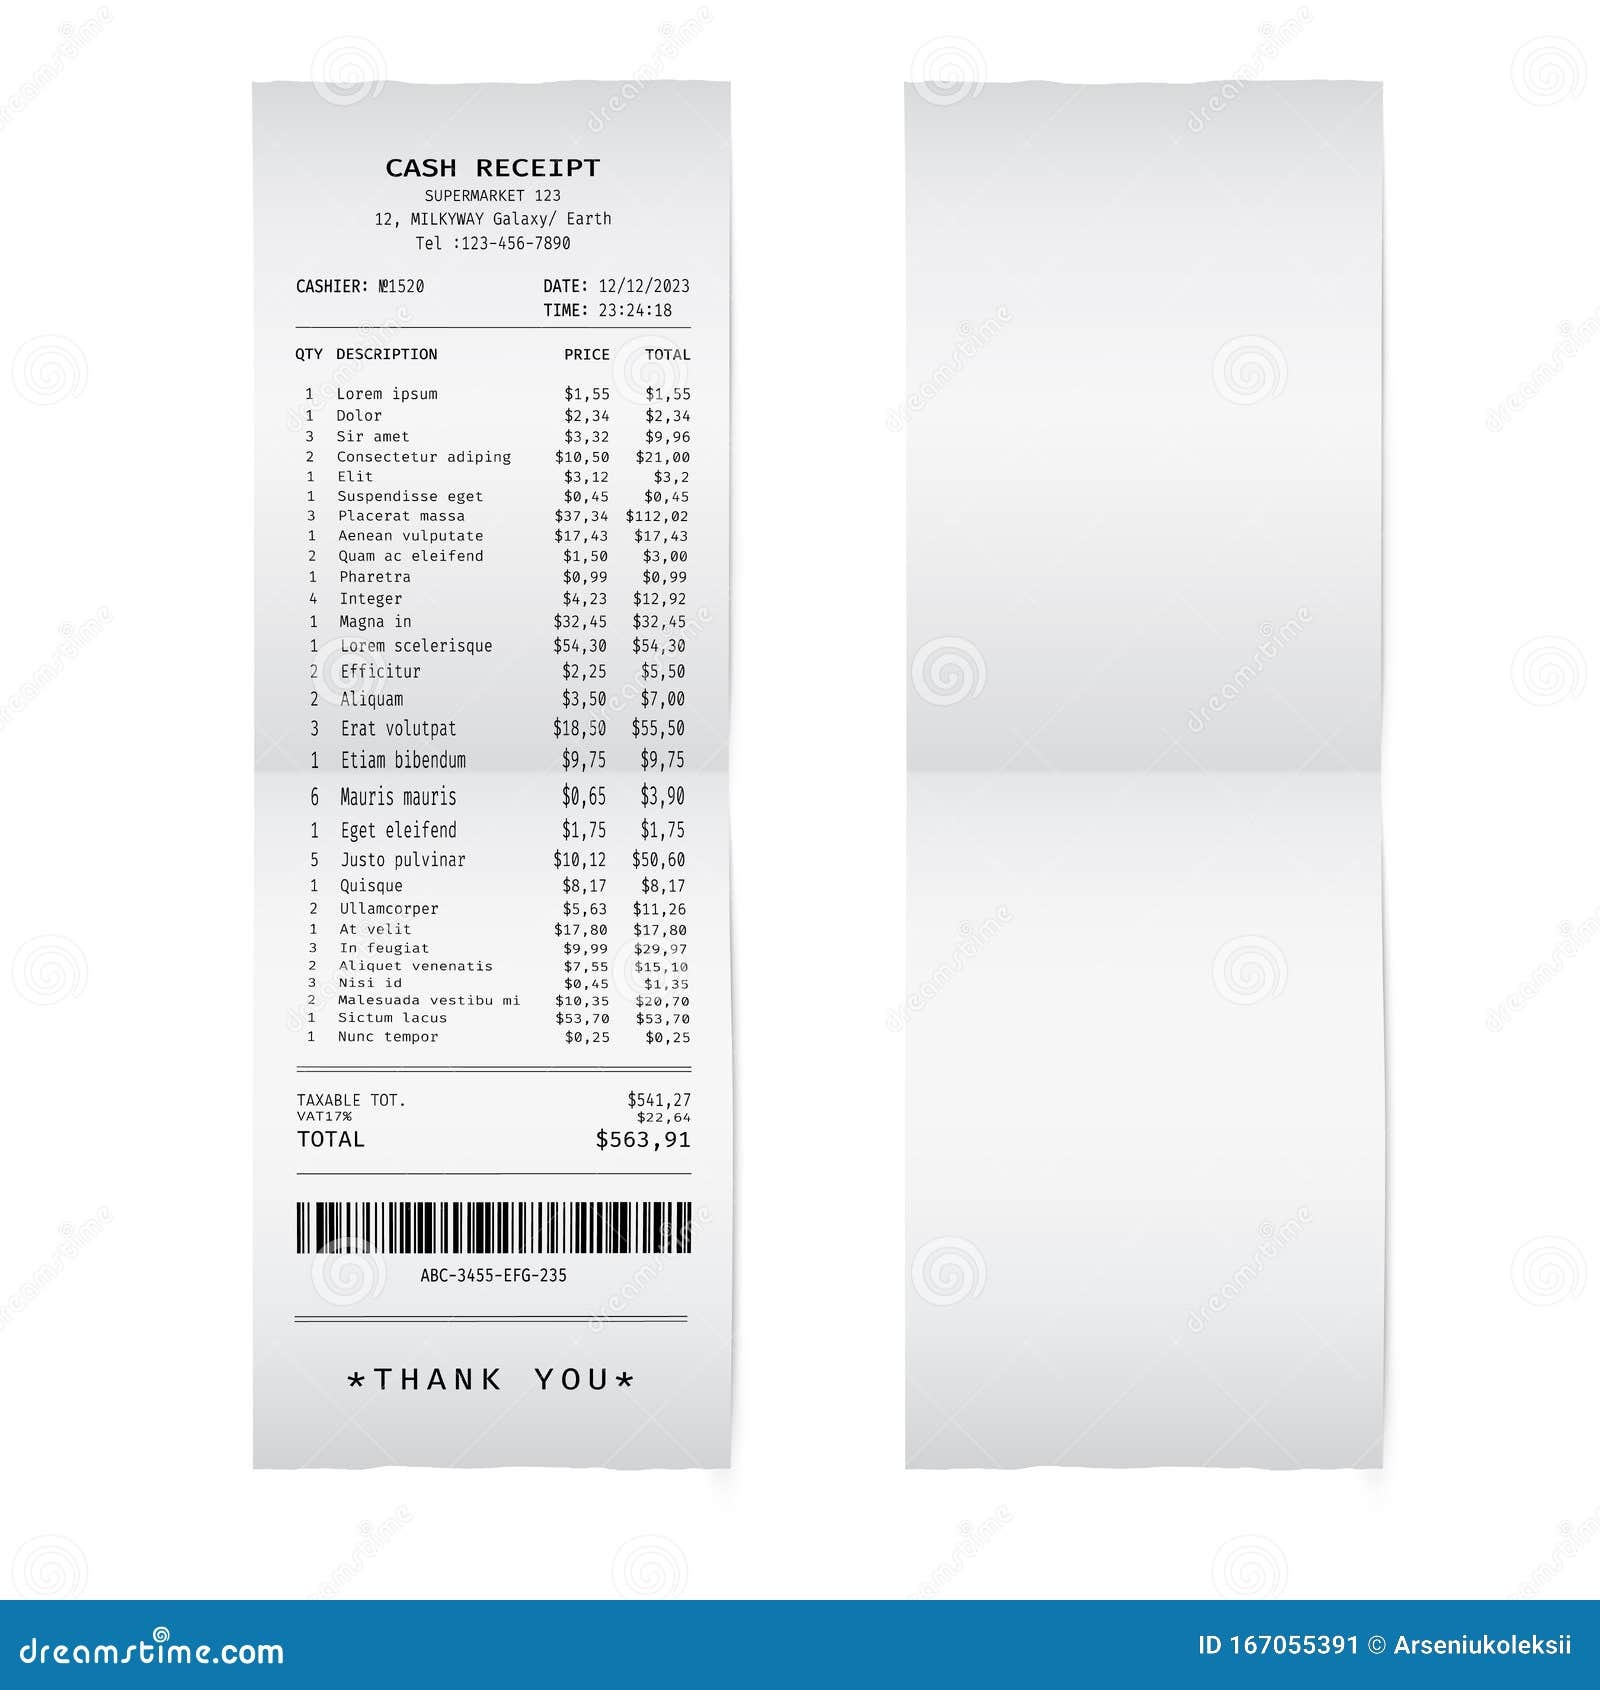 CASH RECEIPT
SUPERMARKET 123
12, MILKYWAY Galaxy/ Earth
Tel :123-456-7890
CASHIER: №1520 DATE: 12/12/2023
TIME: 23:24:18
QTY DESCRIPTION PRICE TOTAL
1 Lorem ipsum $1,55 $1,55
1 Dolor $2,34 $2,34
3 Sir amet $3,32 $9,96
2 Consectetur adiping $10,50 $21,00
1 Elit $3,12 $3,2
1 Suspendisse eget $0,45 $0,45
3 Placerat massa $37,34 $112,02
1 Aenean vulputate $17,43 $17,43
2 Quam ac eleifend $1,50 $3,00
1 Pharetra $0,99 $0,99
4 Integer $4,23 $12,92
1 Magna in $32,45 $32,45
1 Lorem scelerisque $54,30 $54,30
2 Efficitur $2,25 $5,50
2 Aliquam $3,50 $7,00
3 Erat volutpat $18,50 $55,50
1 Etiam bibendum $9,75 $9,75
6 Mauris mauris $0,65 $3,90
1 Eget eleifend $1,75 $1,75
5 Justo pulvinar $10,12 $50,60
1 Quisque $8,17 $8,17
2 Ullamcorper $5,63 $11,26
1 At velit $17,80 $17,80
3 In feugiat $9,99 $29,97
2 Aliquet venenatis $7,55 $15,10
3 Nisi id $0,45 $1,35
2 Malesuada vestibu mi $10,35 $20,70
1 Sictum lacus $53,70 $53,70
1 Nunc tempor $0,25 $0,25
TAXABLE TOT. $541,27
VAT17% $22,64
TOTAL $563,91
ABC-3455-EFG-235
*THANK YOU*
dreamstime.com
ID 167055391 © Arseniukoleksii